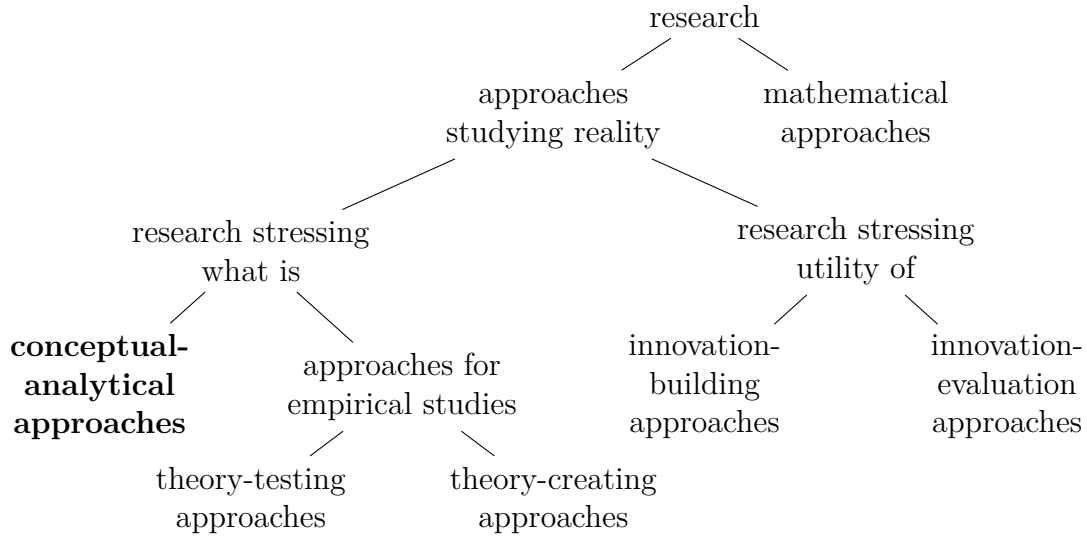 research
approaches
studying reality
mathematical
approaches
research stressing
what is
research stressing
utility of
conceptual-
analytical
approaches
approaches for
empirical studies
innovation-
building
approaches
innovation-
evaluation
approaches
theory-testing
approaches
theory-creating
approaches